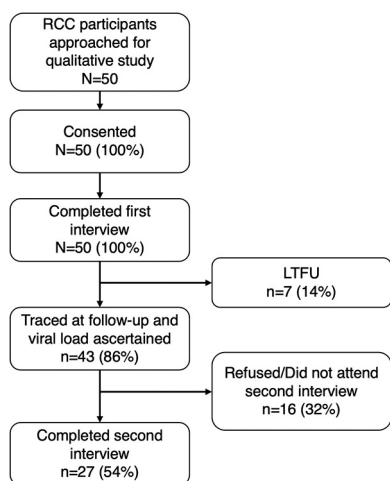 RCC participants
approached for
qualitative study
N=50
Consented
N=50 (100%)
Completed first
interview
N=50 (100%)
LTFU
n=7 (14%)
Traced at follow-up and
viral load ascertained
n=43 (86%)
Refused/Did not attend
second interview
n=16 (32%)
Completed second
interview
n=27 (54%)